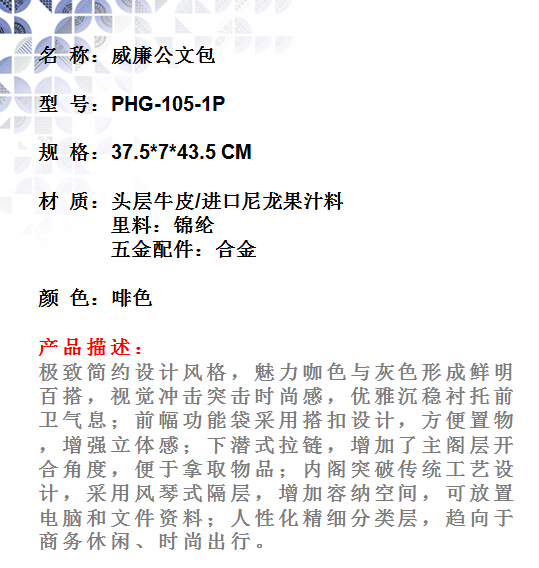 名 称：威廉公文包
型 号：PHG-105-1P
规 格：37.5*7*43.5 CM
材 质：头层牛皮/进口尼龙果汁料
里料：锦纶
五金配件：合金
颜 色：啡色
产品描述：
极致简约设计风格，魅力咖色与灰色形成鲜明
百搭，视觉冲击突击时尚感，优雅沉稳衬托前
卫气息；前幅功能袋采用搭扣设计，方便置物
，增强立体感；下潜式拉链，增加了主阁层开
合角度，便于拿取物品；内阁突破传统工艺设
计，采用风琴式隔层，增加容纳空间，可放置
电脑和文件资料；人性化精细分类层，趋向于
商务休闲、时尚出行。